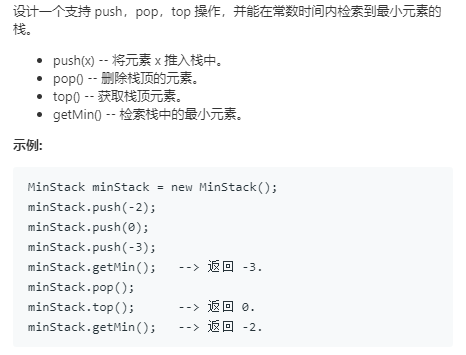 设计一个支持 push，pop，top 操作，并能在常数时间内检索到最小元素的
栈。
• push(x) -- 将元素 x 推入栈中。
• pop() -- 删除栈顶的元素。
• top() -- 获取栈顶元素。
• getMin() -- 检索栈中的最小元素。
示例:
MinStack minStack = new MinStack();
minStack.push(-2);
minStack.push(0);
minStack.push(-3);
minStack.getMin();   --> 返回 -3.
minStack.pop();
minStack.top();      --> 返回 0.
minStack.getMin();   --> 返回 -2.